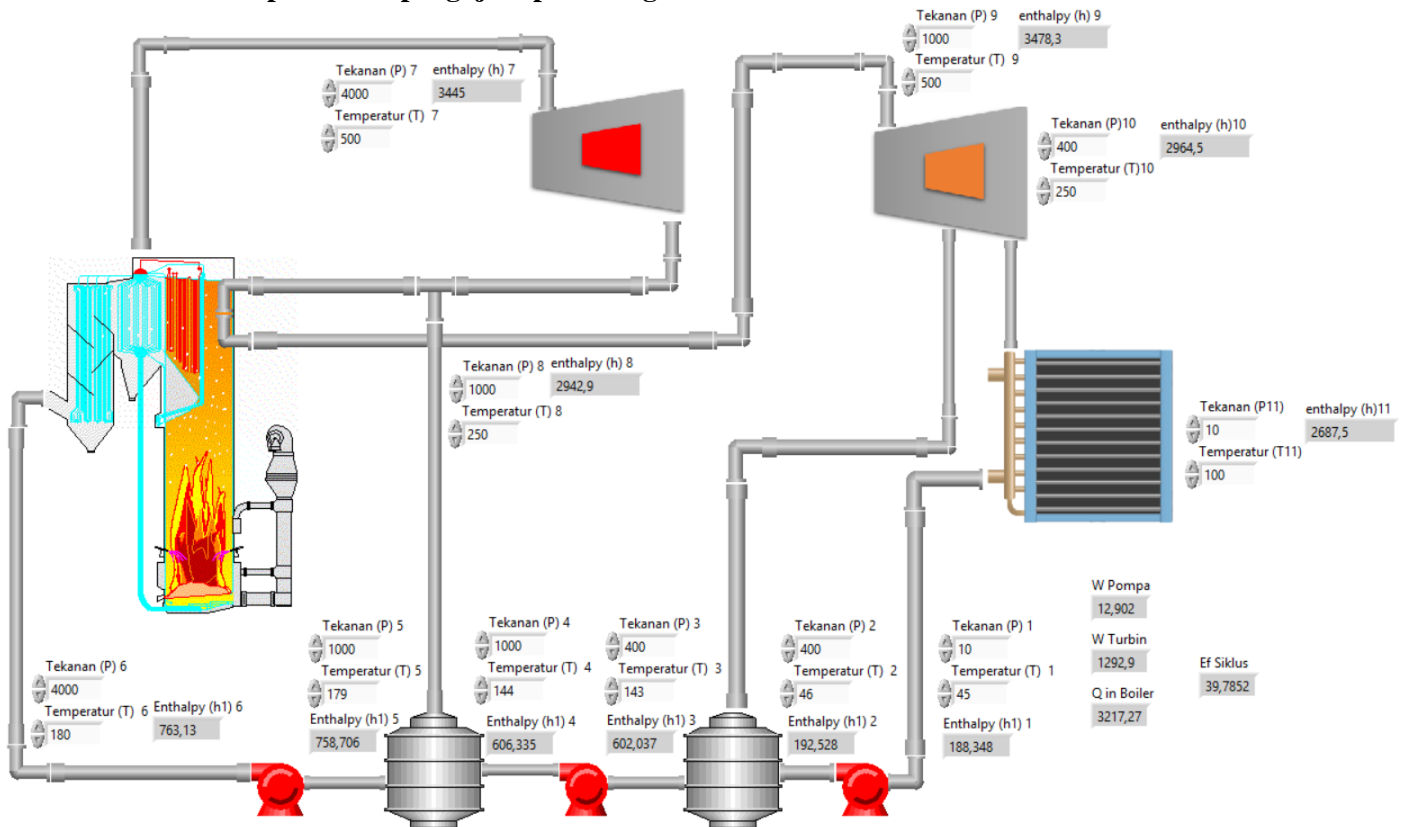 Tekanan (P) 9 enthalpy (h) 9
1000 3478,3
Temperatur (T) 9
500
Tekanan (P) 7 enthalpy (h) 7
4000 3445
Temperatur (T) 7
500
Tekanan (P)10 enthalpy (h)10
400 2964,5
Temperatur (T)10
250
Tekanan (P) 8 enthalpy (h) 8
1000 2942,9
Temperatur (T) 8
250
Tekanan (P11) enthalpy (h)11
10 2687,5
Temperatur (T11)
100
W Pompa
12,902
W Turbin
1292,9
Q in Boiler
3217,27
Ef Siklus
39,7852
Tekanan (P) 6
4000
Temperatur (T) 6
180
Enthalpy (h1) 6
763,13
Tekanan (P) 5
1000
Temperatur (T) 5
179
Enthalpy (h1) 5
758,706
Tekanan (P) 4
1000
Temperatur (T) 4
144
Enthalpy (h1) 4
606,335
Tekanan (P) 3
400
Temperatur (T) 3
143
Enthalpy (h1) 3
602,037
Tekanan (P) 2
400
Temperatur (T) 2
46
Enthalpy (h1) 2
192,528
Tekanan (P) 1
10
Temperatur (T) 1
45
Enthalpy (h1) 1
188,348